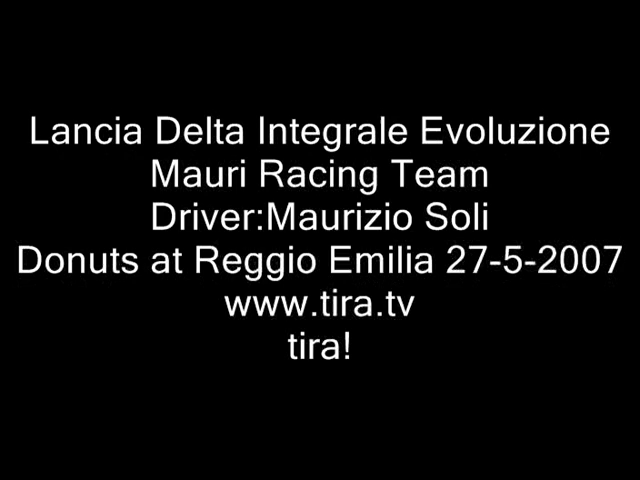 Lancia Delta Integrale Evoluzione
Mauri Racing Team
Driver:Maurizio Soli
Donuts at Reggio Emilia 27-5-2007
www.tira.tv
tira!